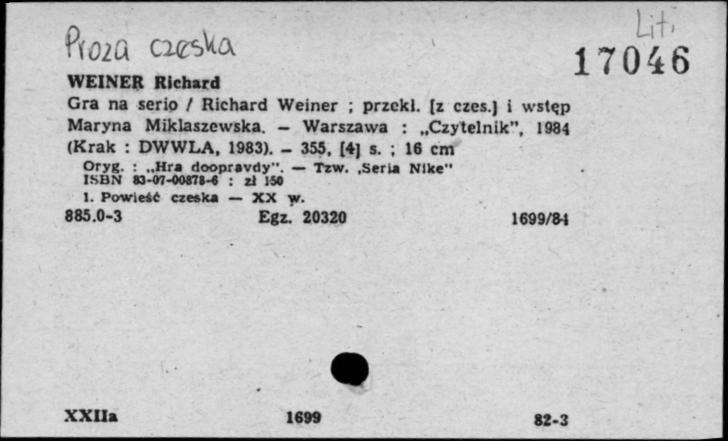 Lit.
Proza czeska
17046
WEINER Richard
Gra na serio / Richard Weiner ; przekł. [z czes.] i wstęp
Maryna Miklaszewska. — Warszawa : „Czytelnik”, 1984
(Krak : DWWLA, 1983). — 355, [4] s. ; 16 cm
Oryg. : „Hra doopravdy”. — Tzw. „Seria Nike”
ISBN 83-07-00878-6 : zł 150
1. Powieść czeska — XX w.
885.0-3 Egz. 20320 1699/84
XXIIa 1699 82-3